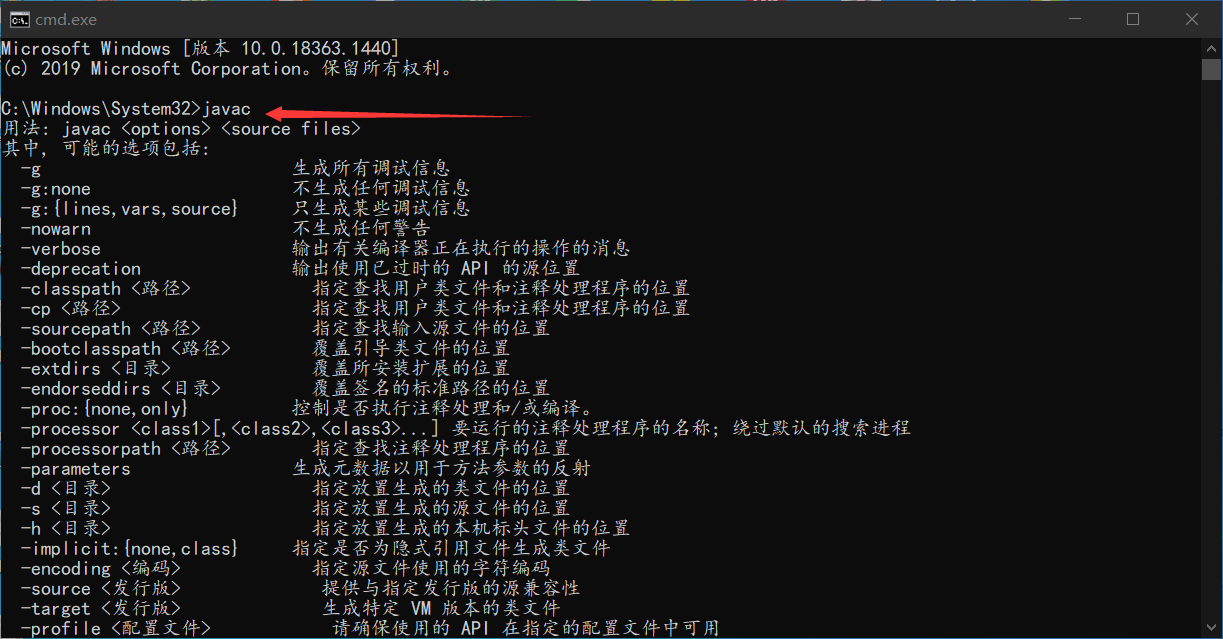 cmd.exe
Microsoft Windows [版本 10.0.18363.1440]
(c) 2019 Microsoft Corporation。保留所有权利。
C:\Windows\System32>javac
用法: javac <options> <source files>
其中, 可能的选项包括:
-g 生成所有调试信息
-g:none 不生成任何调试信息
-g:{lines,vars,source} 只生成某些调试信息
-nowarn 不生成任何警告
-verbose 输出有关编译器正在执行的操作的消息
-deprecation 输出使用已过时的 API 的源位置
-classpath <路径> 指定查找用户类文件和注释处理程序的位置
-cp <路径> 指定查找用户类文件和注释处理程序的位置
-sourcepath <路径> 指定查找输入源文件的位置
-bootclasspath <路径> 覆盖引导类文件的位置
-extdirs <目录> 覆盖所安装扩展的位置
-endorseddirs <目录> 覆盖签名的标准路径的位置
-proc:{none,only} 控制是否执行注释处理和/或编译。
-processor <class1>[,<class2>,<class3>...] 要运行的注释处理程序的名称; 绕过默认的搜索进程
-processorpath <路径> 指定查找注释处理程序的位置
-parameters 生成元数据以用于方法参数的反射
-d <目录> 指定放置生成的类文件的位置
-s <目录> 指定放置生成的源文件的位置
-h <目录> 指定放置生成的本机标头文件的位置
-implicit:{none,class} 指定是否为隐式引用文件生成类文件
-encoding <编码> 指定源文件使用的字符编码
-source <发行版> 提供与指定发行版的源兼容性
-target <发行版> 生成特定 VM 版本的类文件
-profile <配置文件> 请确保使用的 API 在指定的配置文件中可用